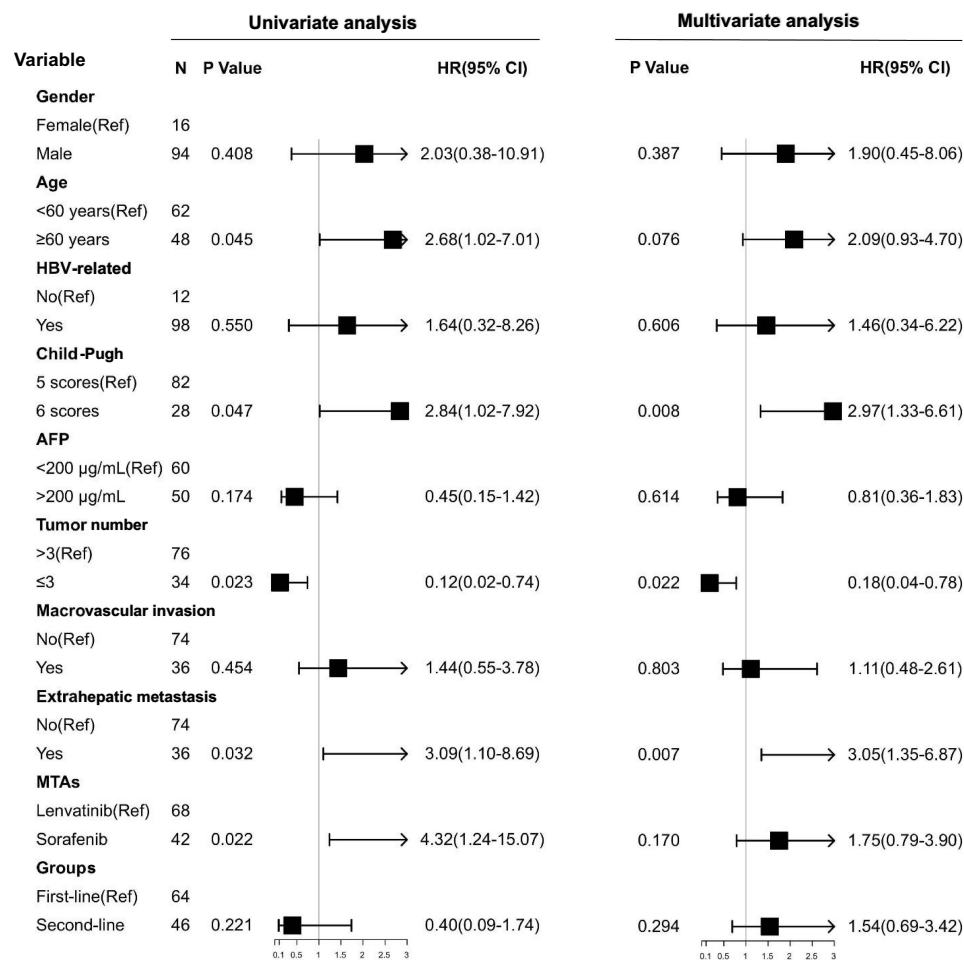 Univariate analysis Multivariate analysis
Variable N P Value HR(95% CI) P Value HR(95% CI)
Gender
Female(Ref) 16
Male 94 0.408 2.03(0.38-10.91) 0.387 1.90(0.45-8.06)
Age
<60 years(Ref) 62
≥60 years 48 0.045 2.68(1.02-7.01) 0.076 2.09(0.93-4.70)
HBV-related
No(Ref) 12
Yes 98 0.550 1.64(0.32-8.26) 0.606 1.46(0.34-6.22)
Child-Pugh
5 scores(Ref) 82
6 scores 28 0.047 2.84(1.02-7.92) 0.008 2.97(1.33-6.61)
AFP
<200 μg/mL(Ref) 60
>200 μg/mL 50 0.174 0.45(0.15-1.42) 0.614 0.81(0.36-1.83)
Tumor number
>3(Ref) 76
≤3 34 0.023 0.12(0.02-0.74) 0.022 0.18(0.04-0.78)
Macrovascular invasion
No(Ref) 74
Yes 36 0.454 1.44(0.55-3.78) 0.803 1.11(0.48-2.61)
Extrahepatic metastasis
No(Ref) 74
Yes 36 0.032 3.09(1.10-8.69) 0.007 3.05(1.35-6.87)
MTAs
Lenvatinib(Ref) 68
Sorafenib 42 0.022 4.32(1.24-15.07) 0.170 1.75(0.79-3.90)
Groups
First-line(Ref) 64
Second-line 46 0.221 0.40(0.09-1.74) 0.294 1.54(0.69-3.42)
0.1 0.5 1 1.5 2 2.5 3 0.1 0.5 1 1.5 2 2.5 3